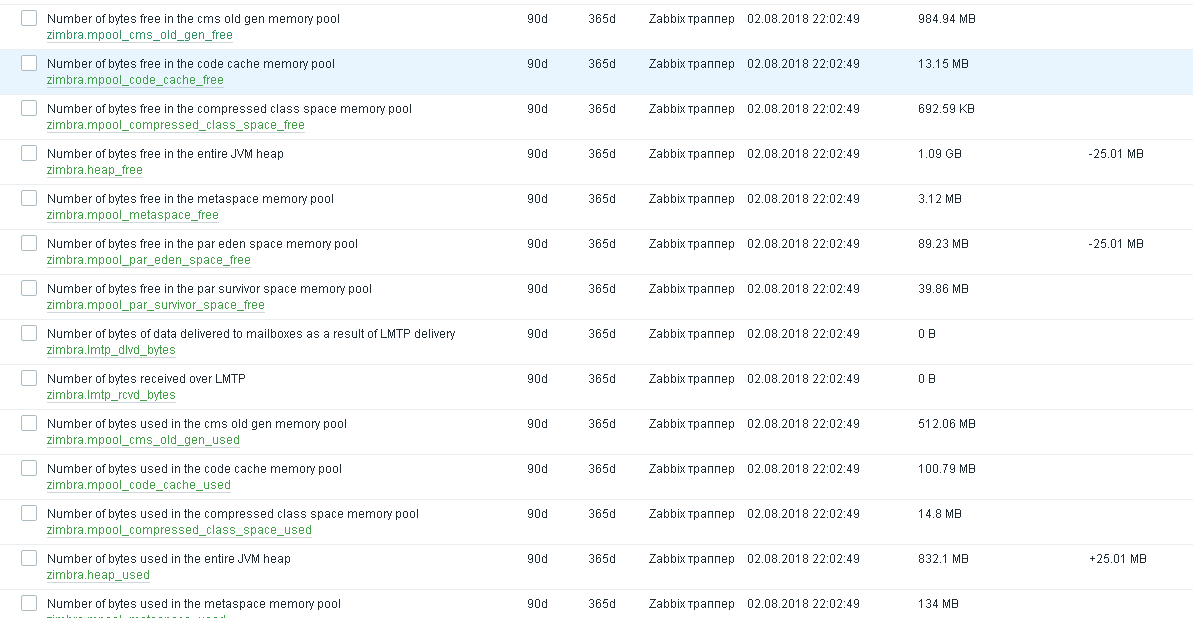 Number of bytes free in the cms old gen memory pool 90d 365d Zabbix траппер 02.08.2018 22:02:49 984.94 MB
zimbra.mpool_cms_old_gen_free
Number of bytes free in the code cache memory pool 90d 365d Zabbix траппер 02.08.2018 22:02:49 13.15 MB
zimbra.mpool_code_cache_free
Number of bytes free in the compressed class space memory pool 90d 365d Zabbix траппер 02.08.2018 22:02:49 692.59 KB
zimbra.mpool_compressed_class_space_free
Number of bytes free in the entire JVM heap 90d 365d Zabbix траппер 02.08.2018 22:02:49 1.09 GB -25.01 MB
zimbra.heap_free
Number of bytes free in the metaspace memory pool 90d 365d Zabbix траппер 02.08.2018 22:02:49 3.12 MB
zimbra.mpool_metaspace_free
Number of bytes free in the par eden space memory pool 90d 365d Zabbix траппер 02.08.2018 22:02:49 89.23 MB -25.01 MB
zimbra.mpool_par_eden_space_free
Number of bytes free in the par survivor space memory pool 90d 365d Zabbix траппер 02.08.2018 22:02:49 39.86 MB
zimbra.mpool_par_survivor_space_free
Number of bytes of data delivered to mailboxes as a result of LMTP delivery 90d 365d Zabbix траппер 02.08.2018 22:02:49 0 B
zimbra.lmtp_dlvd_bytes
Number of bytes received over LMTP 90d 365d Zabbix траппер 02.08.2018 22:02:49 0 B
zimbra.lmtp_rcvd_bytes
Number of bytes used in the cms old gen memory pool 90d 365d Zabbix траппер 02.08.2018 22:02:49 512.06 MB
zimbra.mpool_cms_old_gen_used
Number of bytes used in the code cache memory pool 90d 365d Zabbix траппер 02.08.2018 22:02:49 100.79 MB
zimbra.mpool_code_cache_used
Number of bytes used in the compressed class space memory pool 90d 365d Zabbix траппер 02.08.2018 22:02:49 14.8 MB
zimbra.mpool_compressed_class_space_used
Number of bytes used in the entire JVM heap 90d 365d Zabbix траппер 02.08.2018 22:02:49 832.1 MB +25.01 MB
zimbra.heap_used
Number of bytes used in the metaspace memory pool 90d 365d Zabbix траппер 02.08.2018 22:02:49 134 MB